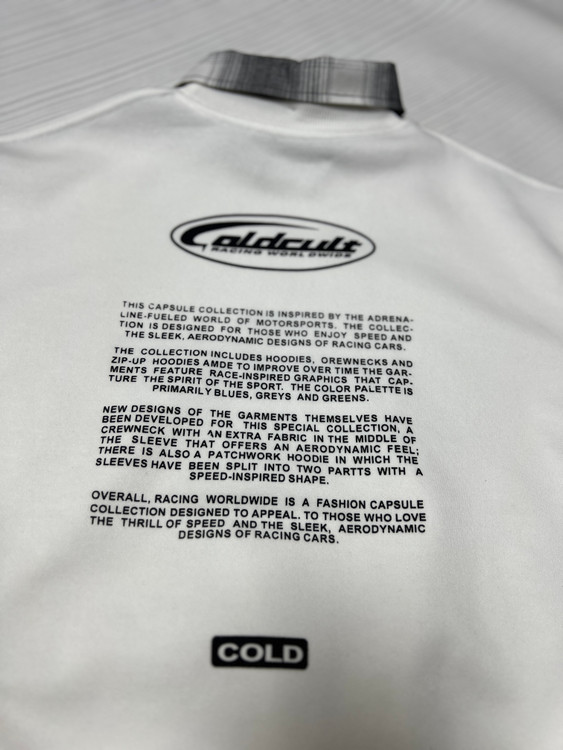 Coldcult
RACING WORLDWIDE
THIS CAPSULE COLLECTION IS INSPIRED BY THE ADRENA-
LINE-FUELED WORLD OF MOTORSPORTS. THE COLLEC-
TION IS DESIGNED FOR THOSE WHO ENJOY SPEED AND
THE SLEEK, AERODYNAMIC DESIGNS OF RACING CARS.
THE COLLECTION INCLUDES HOODIES, OREWNECKS AND
ZIP-UP HOODIES AMDE TO IMPROVE OVER TIME THE GAR-
MENTS FEATURE RACE-INSPIRED GRAPHICS THAT CAP-
TURE THE SPIRIT OF THE SPORT. THE COLOR PALETTE IS
PRIMARILY BLUES, GREYS AND GREENS.
NEW DESIGNS OF THE GARMENTS THEMSELVES HAVE
BEEN DEVELOPED FOR THIS SPECIAL COLLECTION, A
CREWNECK WITH AN EXTRA FABRIC IN THE MIDDLE OF
THE SLEEVE THAT OFFERS AN AERODYNAMIC FEEL;
THERE IS ALSO A PATCHWORK HOODIE IN WHICH THE
SLEEVES HAVE BEEN SPLIT INTO TWO PARTTS WITH A
SPEED-INSPIRED SHAPE.
OVERALL, RACING WORLDWIDE IS A FASHION CAPSULE
COLLECTION DESIGNED TO APPEAL. TO THOSE WHO LOVE
THE THRILL OF SPEED AND THE SLEEK, AERODYNAMIC
DESIGNS OF RACING CARS.
COLD